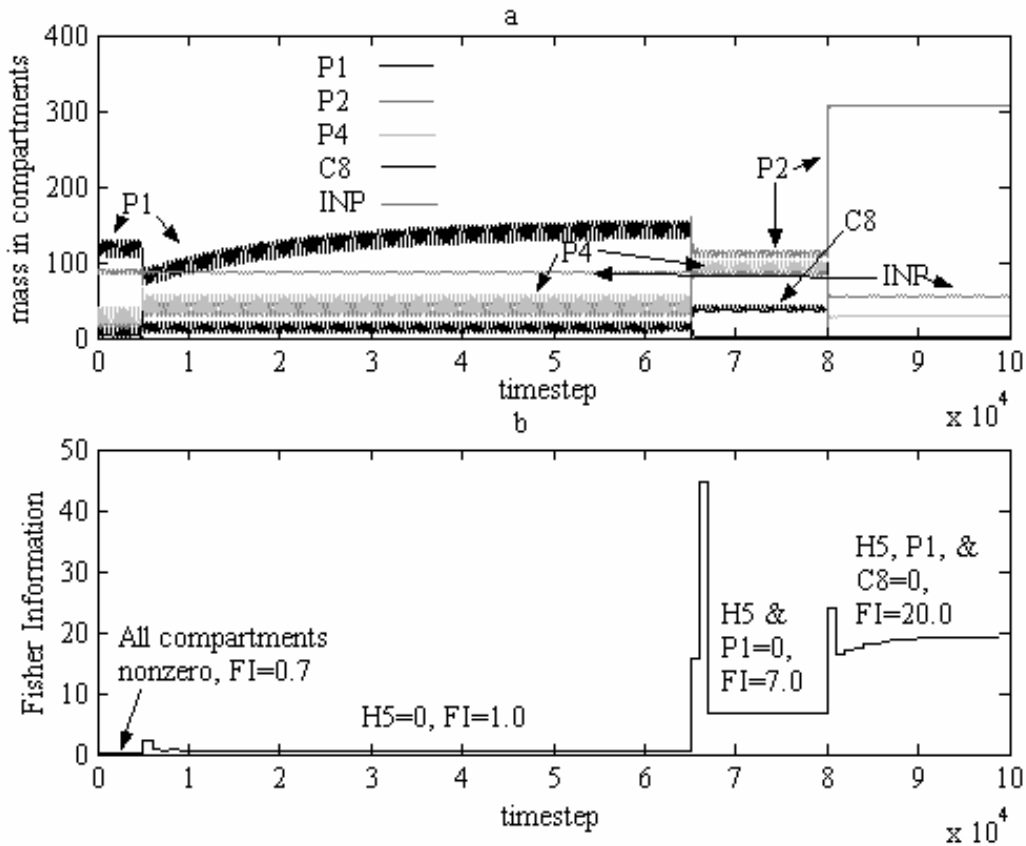 a
400
300
200
100
0
mass in compartments
P1
P2
P4
C8
INP
P1
P2
C8
P4
INP
0 1 2 3 4 5 6 7 8 9 10
timestep
x 10^4
b
50
40
30
20
10
0
Fisher Information
All compartments
nonzero, FI=0.7
H5=0, FI=1.0
H5 &
P1=0,
FI=7.0
H5, P1, &
C8=0,
FI=20.0
0 1 2 3 4 5 6 7 8 9 10
timestep
x 10^4